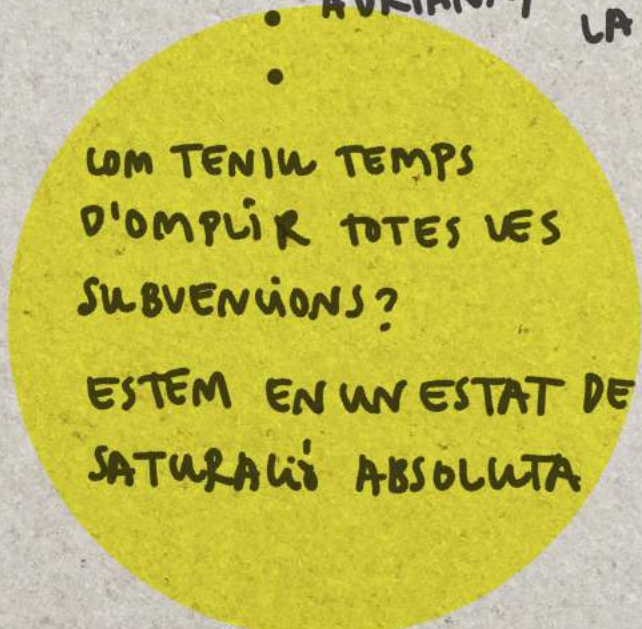 LA
COM TENIU TEMPS
D'OMPLIR TOTES LES
SUBVENCIONS?
ESTEM EN UN ESTAT DE
SATURACIÓ ABSOLUTA